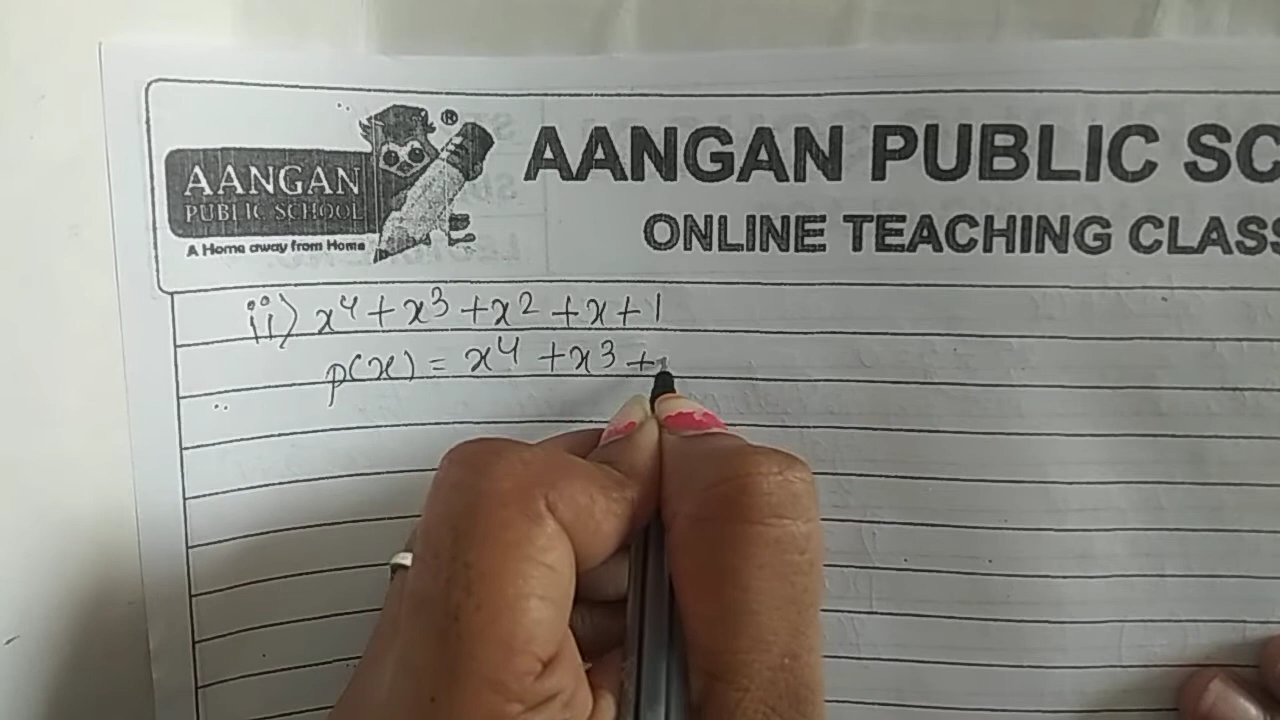 AANGAN
PUBLIC SCHOOL
A Home away from Home
®
AANGAN PUBLIC SC
ONLINE TEACHING CLASS
ii) x⁴ + x³ + x² + x + 1
p(x) = x⁴ + x³ +